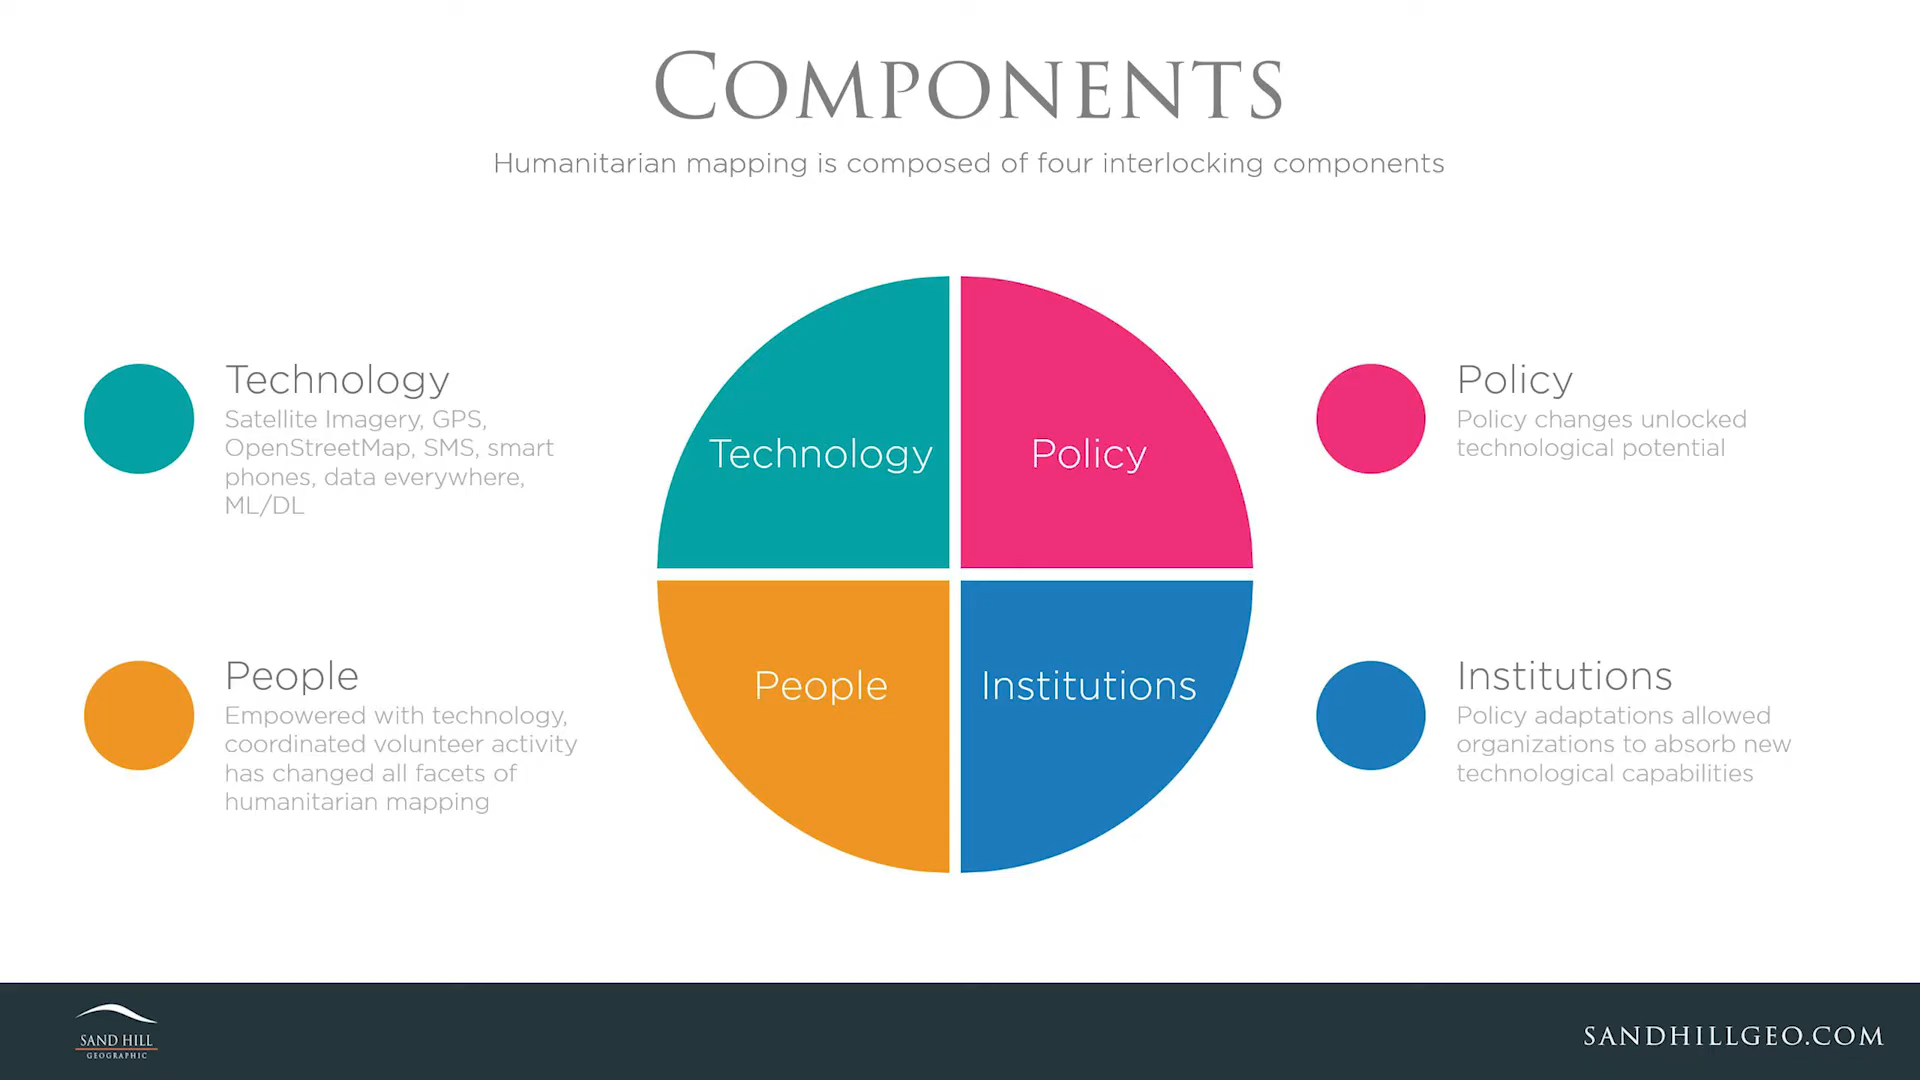 COMPONENTS
Humanitarian mapping is composed of four interlocking components
Technology
Satellite Imagery, GPS,
OpenStreetMap, SMS, smart
phones, data everywhere,
ML/DL
People
Empowered with technology,
coordinated volunteer activity
has changed all facets of
humanitarian mapping
Technology
Policy
People
Institutions
Policy
Policy changes unlocked
technological potential
Institutions
Policy adaptations allowed
organizations to absorb new
technological capabilities
SAND HILL
GEOGRAPHIC
SANDHILLGEO.COM